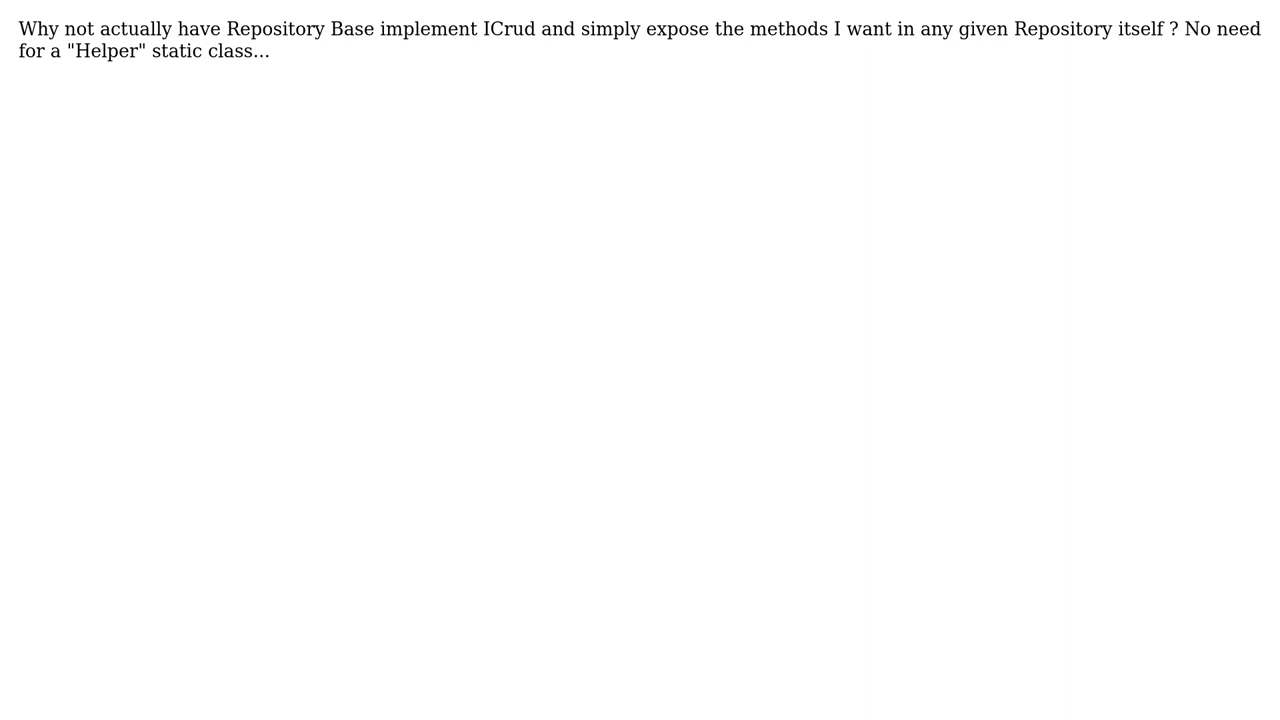 Why not actually have Repository Base implement ICrud and simply expose the methods I want in any given Repository itself ? No need
for a "Helper" static class...